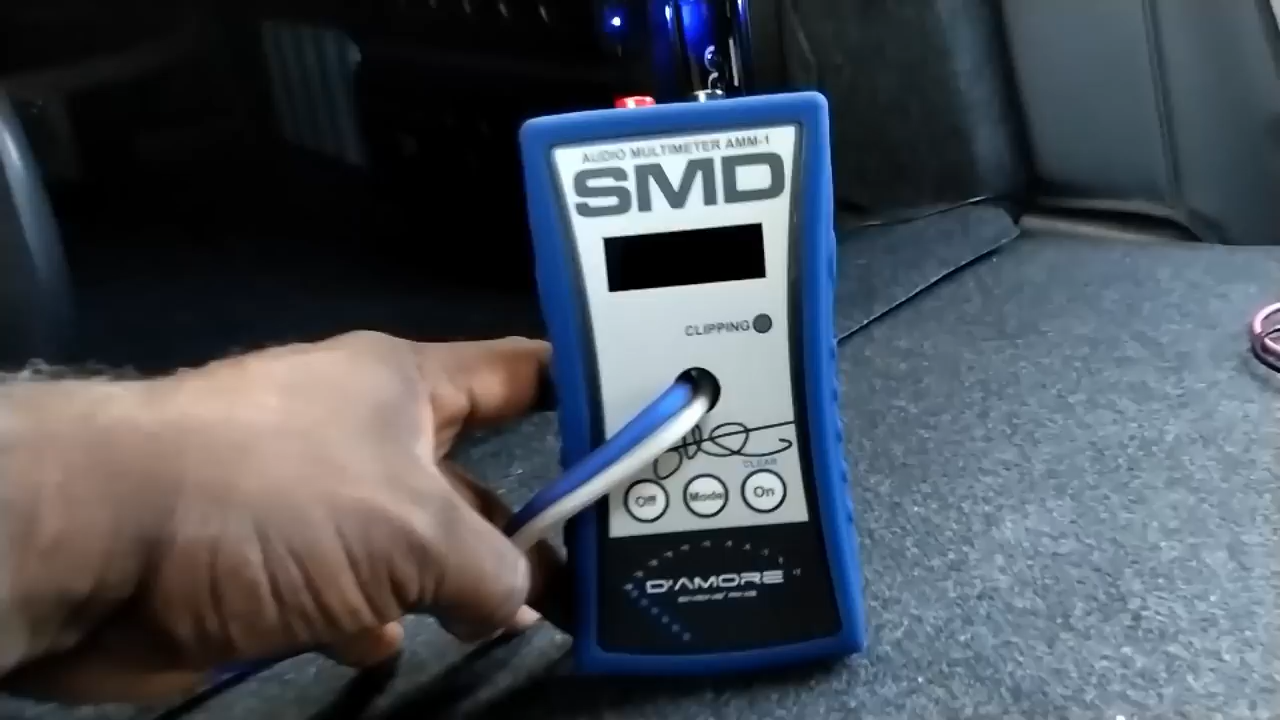 AUDIO MULTIMETER AMM-1
SMD
CLIPPING
CLEAR
Off Mode On
D'AMORE